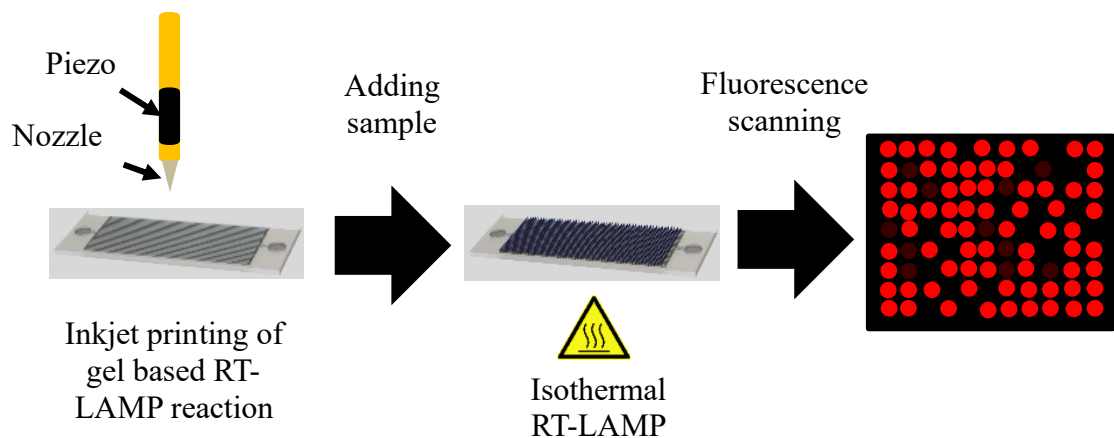 Piezo
Nozzle
Inkjet printing of
gel based RT-
LAMP reaction
Adding
sample
Isothermal
RT-LAMP
Fluorescence
scanning